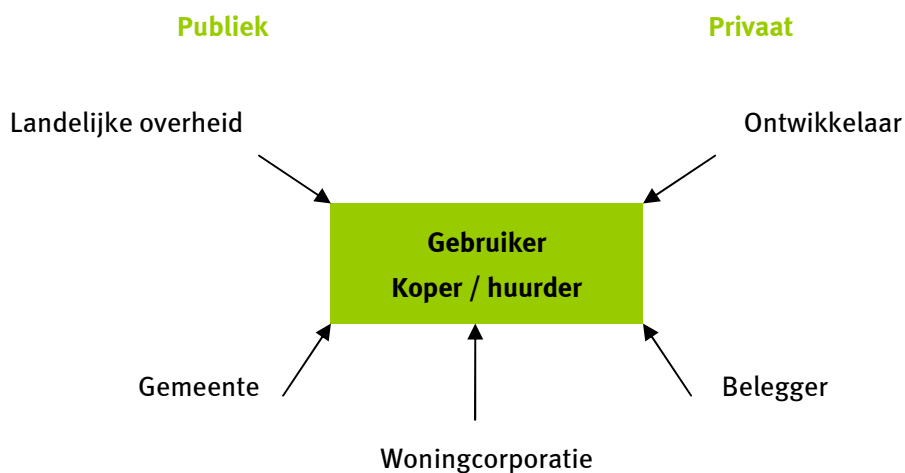 Publiek
Privaat
Landelijke overheid
Ontwikkelaar
Gebruiker
Koper / huurder
Gemeente
Belegger
Woningcorporatie